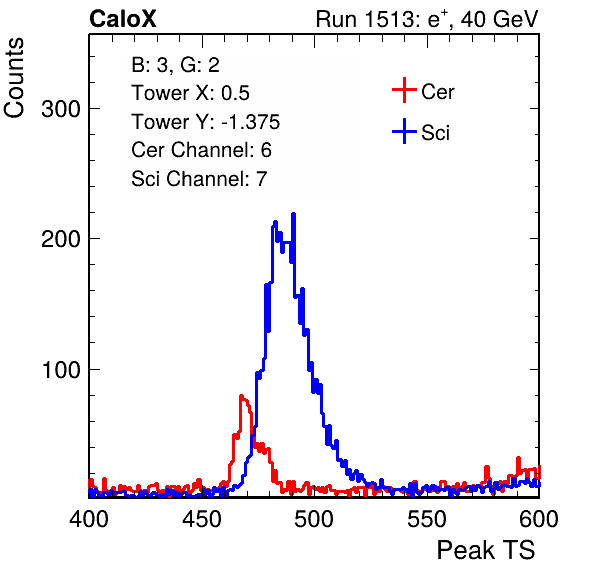 CaloX Run 1513: e⁺, 40 GeV
Counts
B: 3, G: 2
Tower X: 0.5
Tower Y: -1.375
Cer Channel: 6
Sci Channel: 7
Cer
Sci
300
200
100
400 450 500 550 600
Peak TS